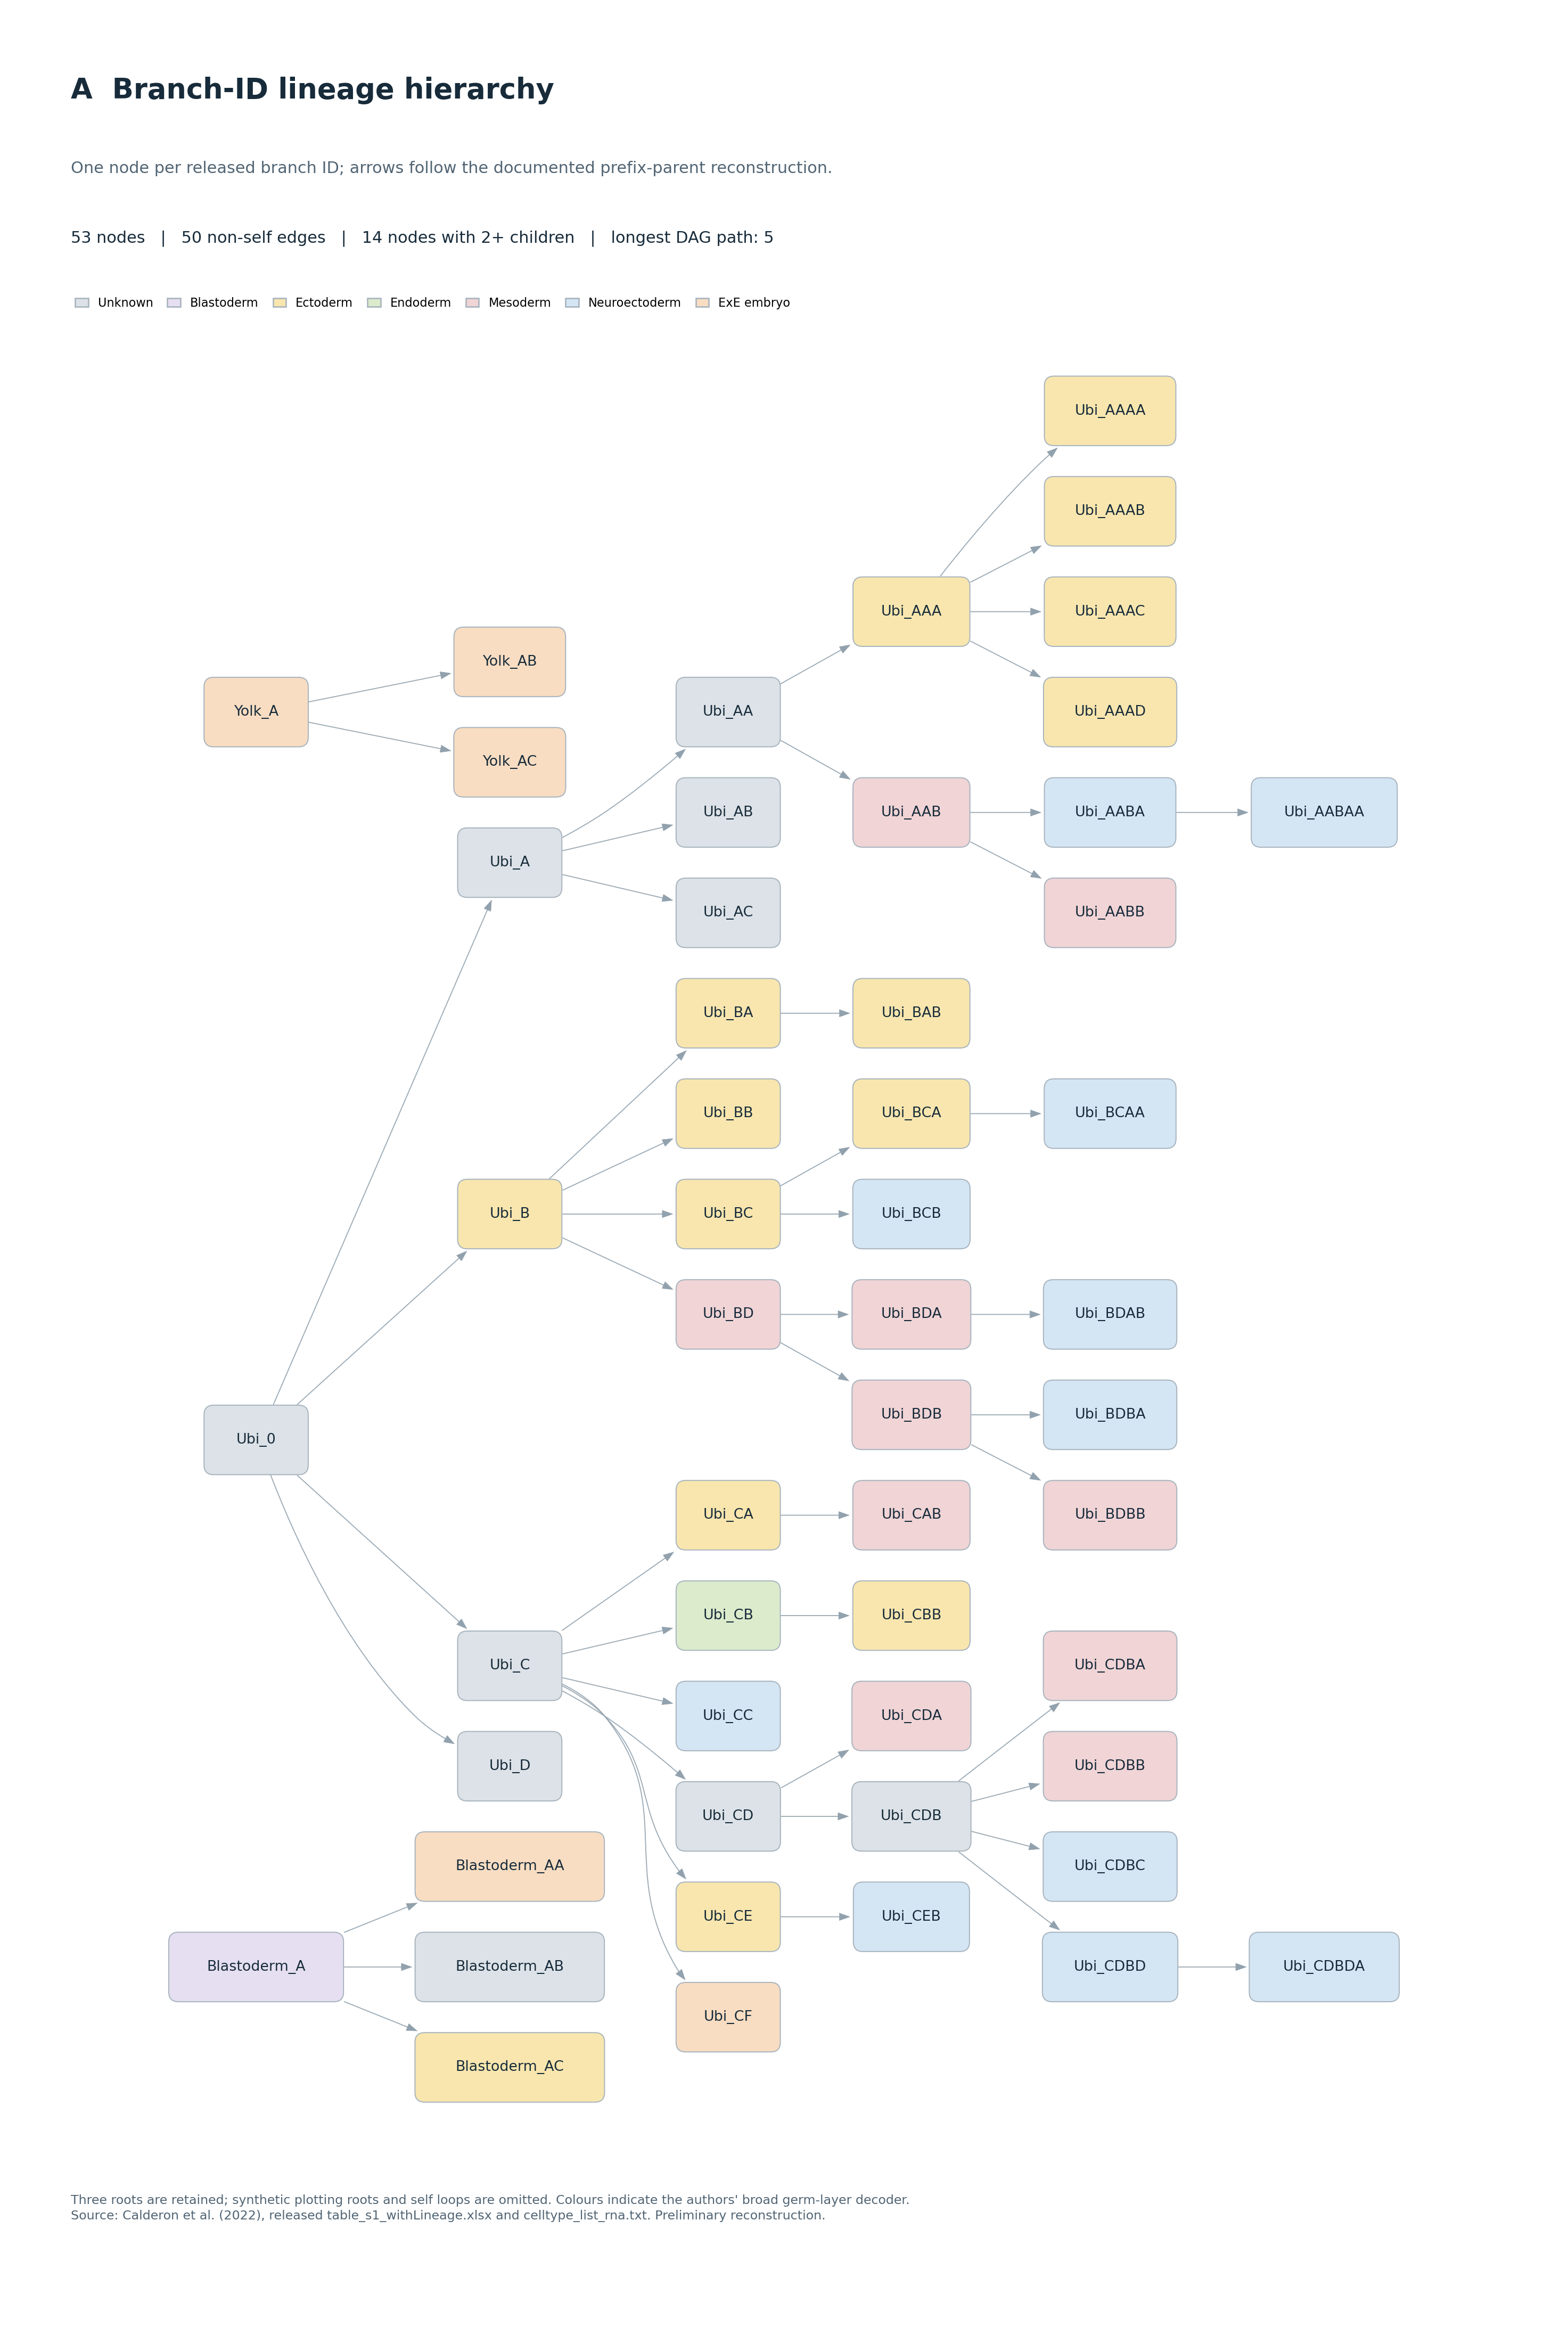 A  Branch-ID lineage hierarchy
One node per released branch ID; arrows follow the documented prefix-parent reconstruction.
53 nodes   |   50 non-self edges   |   14 nodes with 2+ children   |   longest DAG path: 5
Unknown
Blastoderm
Ectoderm
Endoderm
Mesoderm
Neuroectoderm
ExE embryo
Ubi_AAAA
Ubi_AAAB
Ubi_AAA
Ubi_AAAC
Yolk_AB
Yolk_A
Ubi_AA
Ubi_AAAD
Yolk_AC
Ubi_AB
Ubi_AAB
Ubi_AABA
Ubi_AABAA
Ubi_A
Ubi_AC
Ubi_AABB
Ubi_BA
Ubi_BAB
Ubi_BB
Ubi_BCA
Ubi_BCAA
Ubi_B
Ubi_BC
Ubi_BCB
Ubi_BD
Ubi_BDA
Ubi_BDAB
Ubi_BDB
Ubi_BDBA
Ubi_0
Ubi_CA
Ubi_CAB
Ubi_BDBB
Ubi_CB
Ubi_CBB
Ubi_C
Ubi_CDBA
Ubi_CC
Ubi_CDA
Ubi_D
Ubi_CDBB
Ubi_CD
Ubi_CDB
Blastoderm_AA
Ubi_CDBC
Ubi_CE
Ubi_CEB
Blastoderm_A
Blastoderm_AB
Ubi_CDBD
Ubi_CDBDA
Ubi_CF
Blastoderm_AC
Three roots are retained; synthetic plotting roots and self loops are omitted. Colours indicate the authors' broad germ-layer decoder.
Source: Calderon et al. (2022), released table_s1_withLineage.xlsx and celltype_list_rna.txt. Preliminary reconstruction.